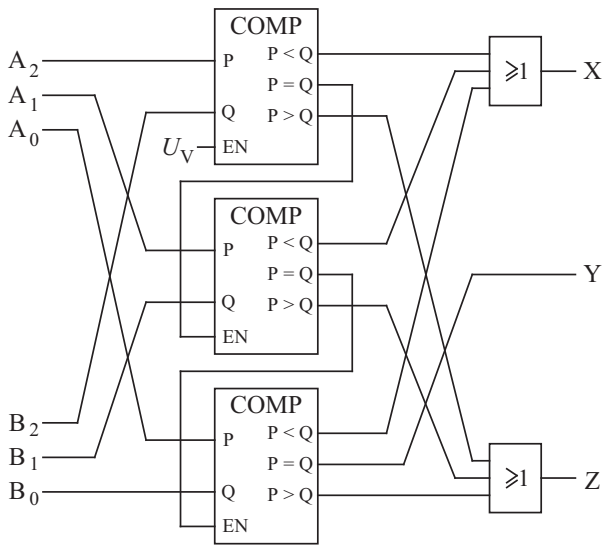 COMP
A2
P
P < Q
P = Q
P > Q
Q
EN
UV
≥1
X
A1
A0
COMP
P
P < Q
P = Q
P > Q
Q
EN
Y
COMP
B2
B1
B0
P
P < Q
P = Q
P > Q
Q
EN
≥1
Z